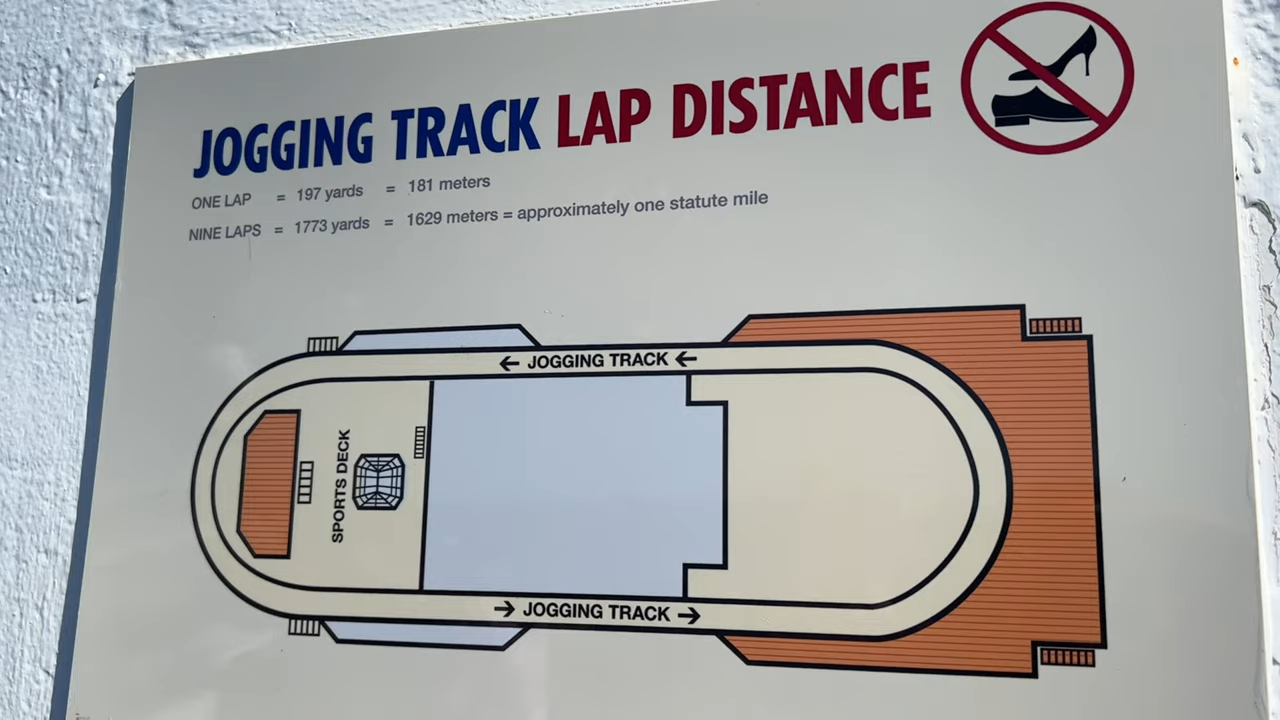 JOGGING TRACK LAP DISTANCE
ONE LAP = 197 yards = 181 meters
NINE LAPS = 1773 yards = 1629 meters = approximately one statute mile
← JOGGING TRACK ←
SPORTS DECK
→ JOGGING TRACK →